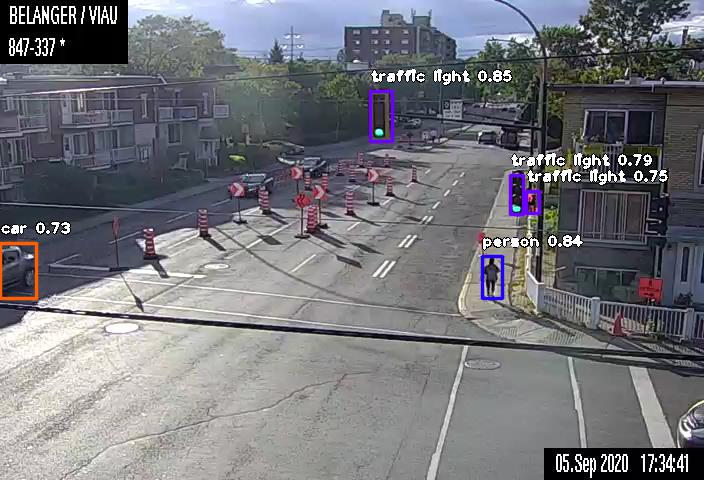 BELANGER / VIAU
847-337 *
traffic light 0.85
traffic light 0.79
traffic light 0.75
car 0.73
person 0.84
05.Sep 2020 17:34:41